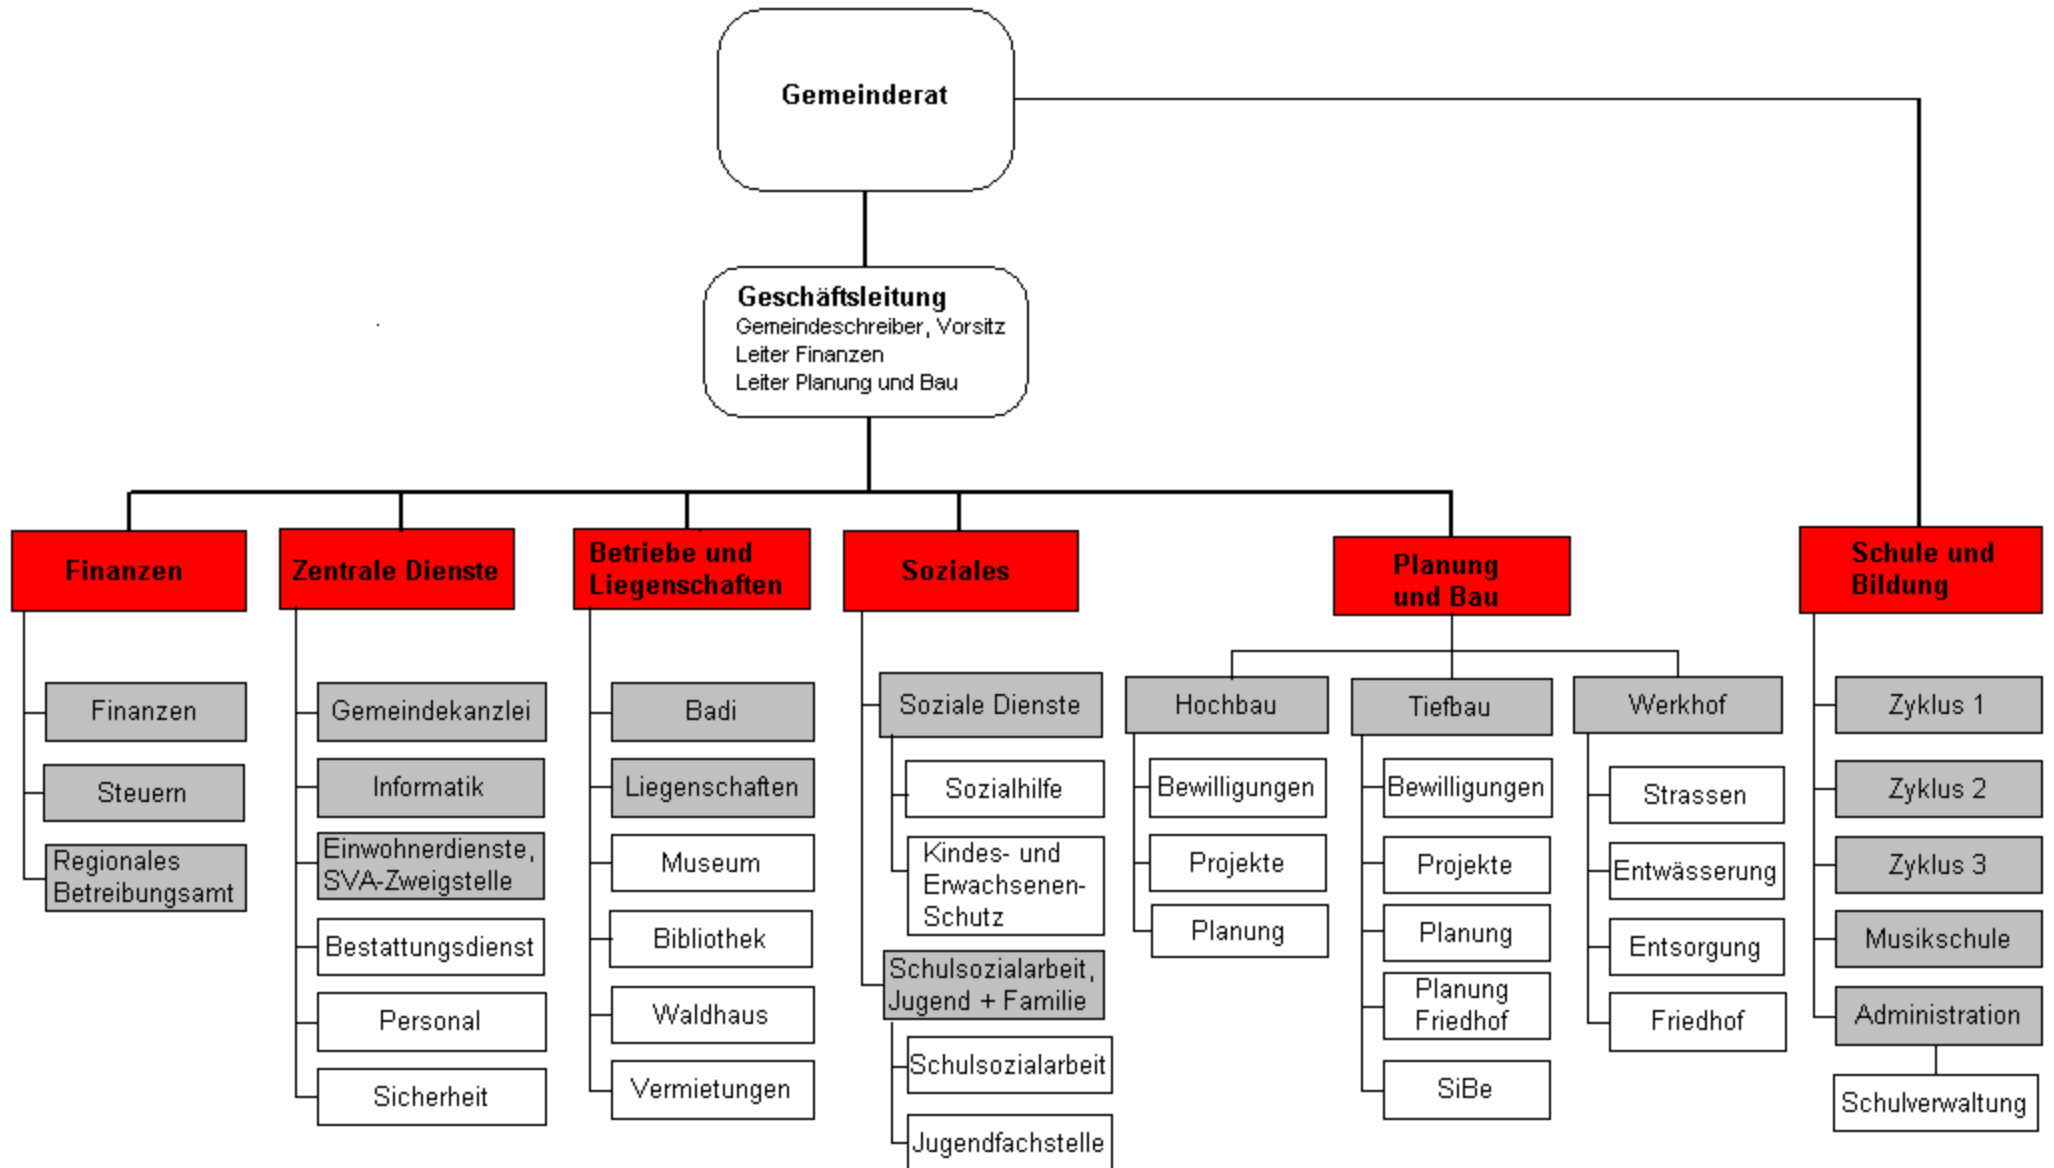 Gemeinderat
Geschäftsleitung
Gemeindeschreiber, Vorsitz
Leiter Finanzen
Leiter Planung und Bau
Finanzen
Finanzen
Steuern
Regionales
Betreibungsamt
Zentrale Dienste
Gemeindekanzlei
Informatik
Einwohnerdienste,
SVA-Zweigstelle
Bestattungsdienst
Personal
Sicherheit
Betriebe und
Liegenschaften
Badi
Liegenschaften
Museum
Bibliothek
Waldhaus
Vermietungen
Soziales
Soziale Dienste
Sozialhilfe
Kindes- und
Erwachsenen-
Schutz
Schulsozialarbeit,
Jugend + Familie
Schulsozialarbeit
Jugendfachstelle
Planung
und Bau
Hochbau
Bewilligungen
Projekte
Planung
Tiefbau
Bewilligungen
Projekte
Planung
Planung
Friedhof
SiBe
Werkhof
Strassen
Entwässerung
Entsorgung
Friedhof
Schule und
Bildung
Zyklus 1
Zyklus 2
Zyklus 3
Musikschule
Administration
Schulverwaltung